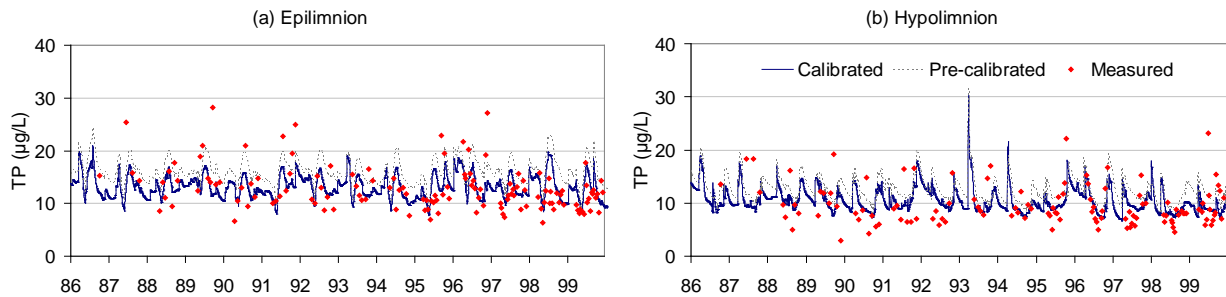 (a) Epilimnion
40
30
20
10
0
TP (µg/L)
86 87 88 89 90 91 92 93 94 95 96 97 98 99
(b) Hypolimnion
Calibrated Pre-calibrated Measured
40
30
20
10
0
TP (µg/L)
86 87 88 89 90 91 92 93 94 95 96 97 98 99